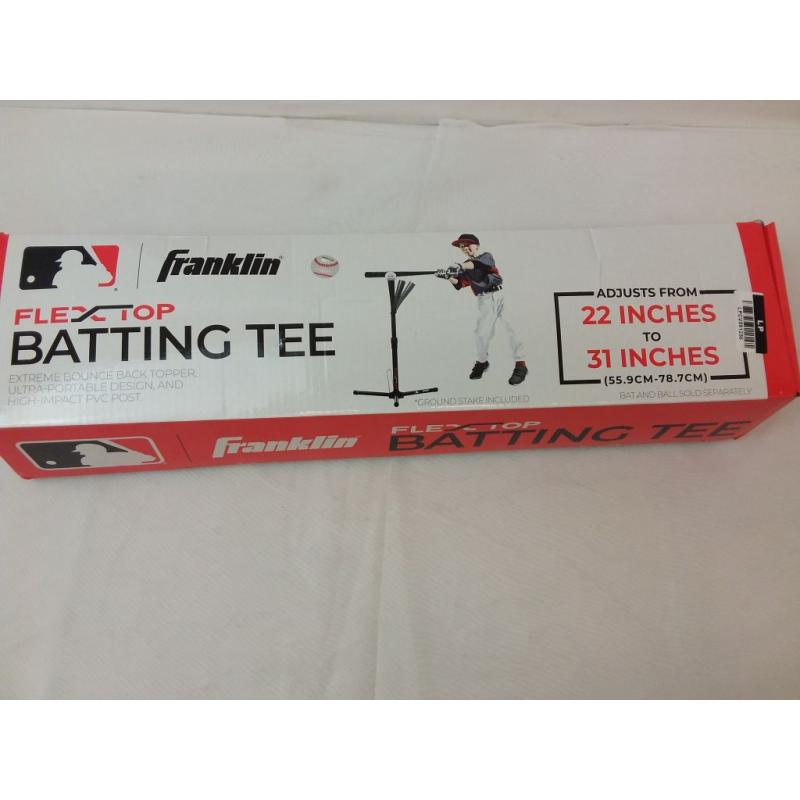 Franklin
FLEX TOP
BATTING TEE
EXTREME BOUNCE BACK TOPPER,
ULTRA-PORTABLE DESIGN, AND
HIGH-IMPACT PVC POST.
*GROUND STAKE INCLUDED
ADJUSTS FROM
22 INCHES
TO
31 INCHES
(55.9CM-78.7CM)
BAT AND BALL SOLD SEPARATELY
LP
Franklin
FLEX TOP
BATTING TEE